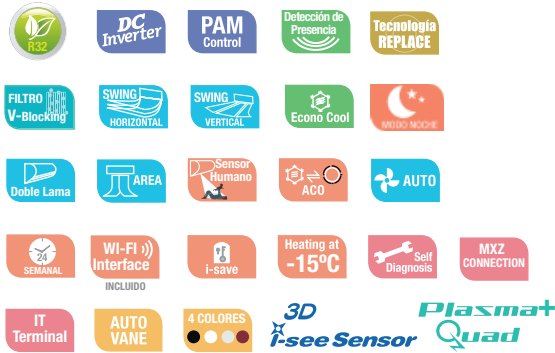 R32
DC
Inverter
PAM
Control
Detección de
Presencia
Tecnología
REPLACE
FILTRO
V-Blocking
SWING
HORIZONTAL
SWING
VERTICAL
Econo Cool
MODO NOCHE
Doble Lama
AREA
Sensor
Humano
ACO
AUTO
24
SEMANAL
WI-FI
Interface
INCLUIDO
i-save
Heating at
-15ºC
Self
Diagnosis
MXZ
CONNECTION
IT
Terminal
AUTO
VANE
4 COLORES
3D
i-see Sensor
Plasma+
Quad